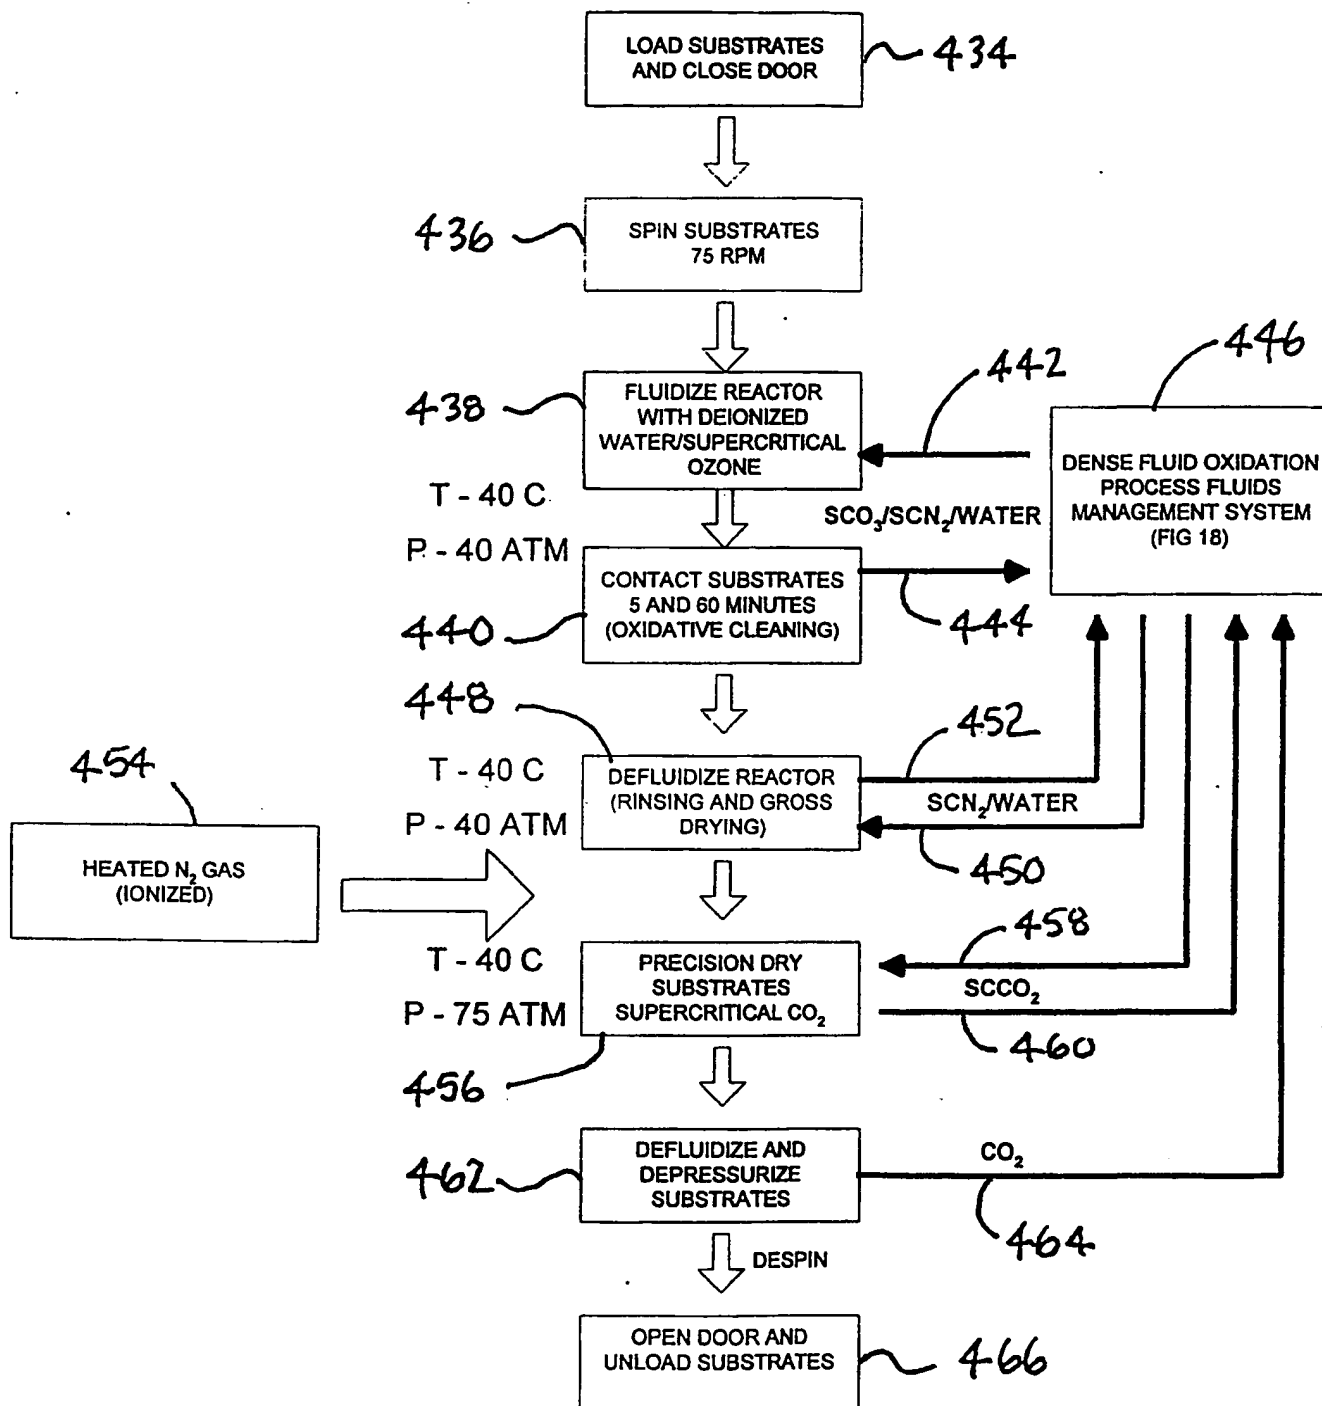 LOAD SUBSTRATES
AND CLOSE DOOR
434
436
SPIN SUBSTRATES
75 RPM
438
FLUIDIZE REACTOR
WITH DEIONIZED
WATER/SUPERCRITICAL
OZONE
442
446
DENSE FLUID OXIDATION
PROCESS FLUIDS
MANAGEMENT SYSTEM
(FIG 18)
T - 40 C
P - 40 ATM
SCO₃/SCN₂/WATER
440
CONTACT SUBSTRATES
5 AND 60 MINUTES
(OXIDATIVE CLEANING)
444
448
452
454
T - 40 C
P - 40 ATM
DEFLUIDIZE REACTOR
(RINSING AND GROSS
DRYING)
SCN₂/WATER
450
HEATED N₂ GAS
(IONIZED)
458
T - 40 C
P - 75 ATM
PRECISION DRY
SUBSTRATES
SUPERCRITICAL CO₂
SCCO₂
460
456
462
DEFLUIDIZE AND
DEPRESSURIZE
SUBSTRATES
CO₂
464
DESPIN
OPEN DOOR AND
UNLOAD SUBSTRATES
466